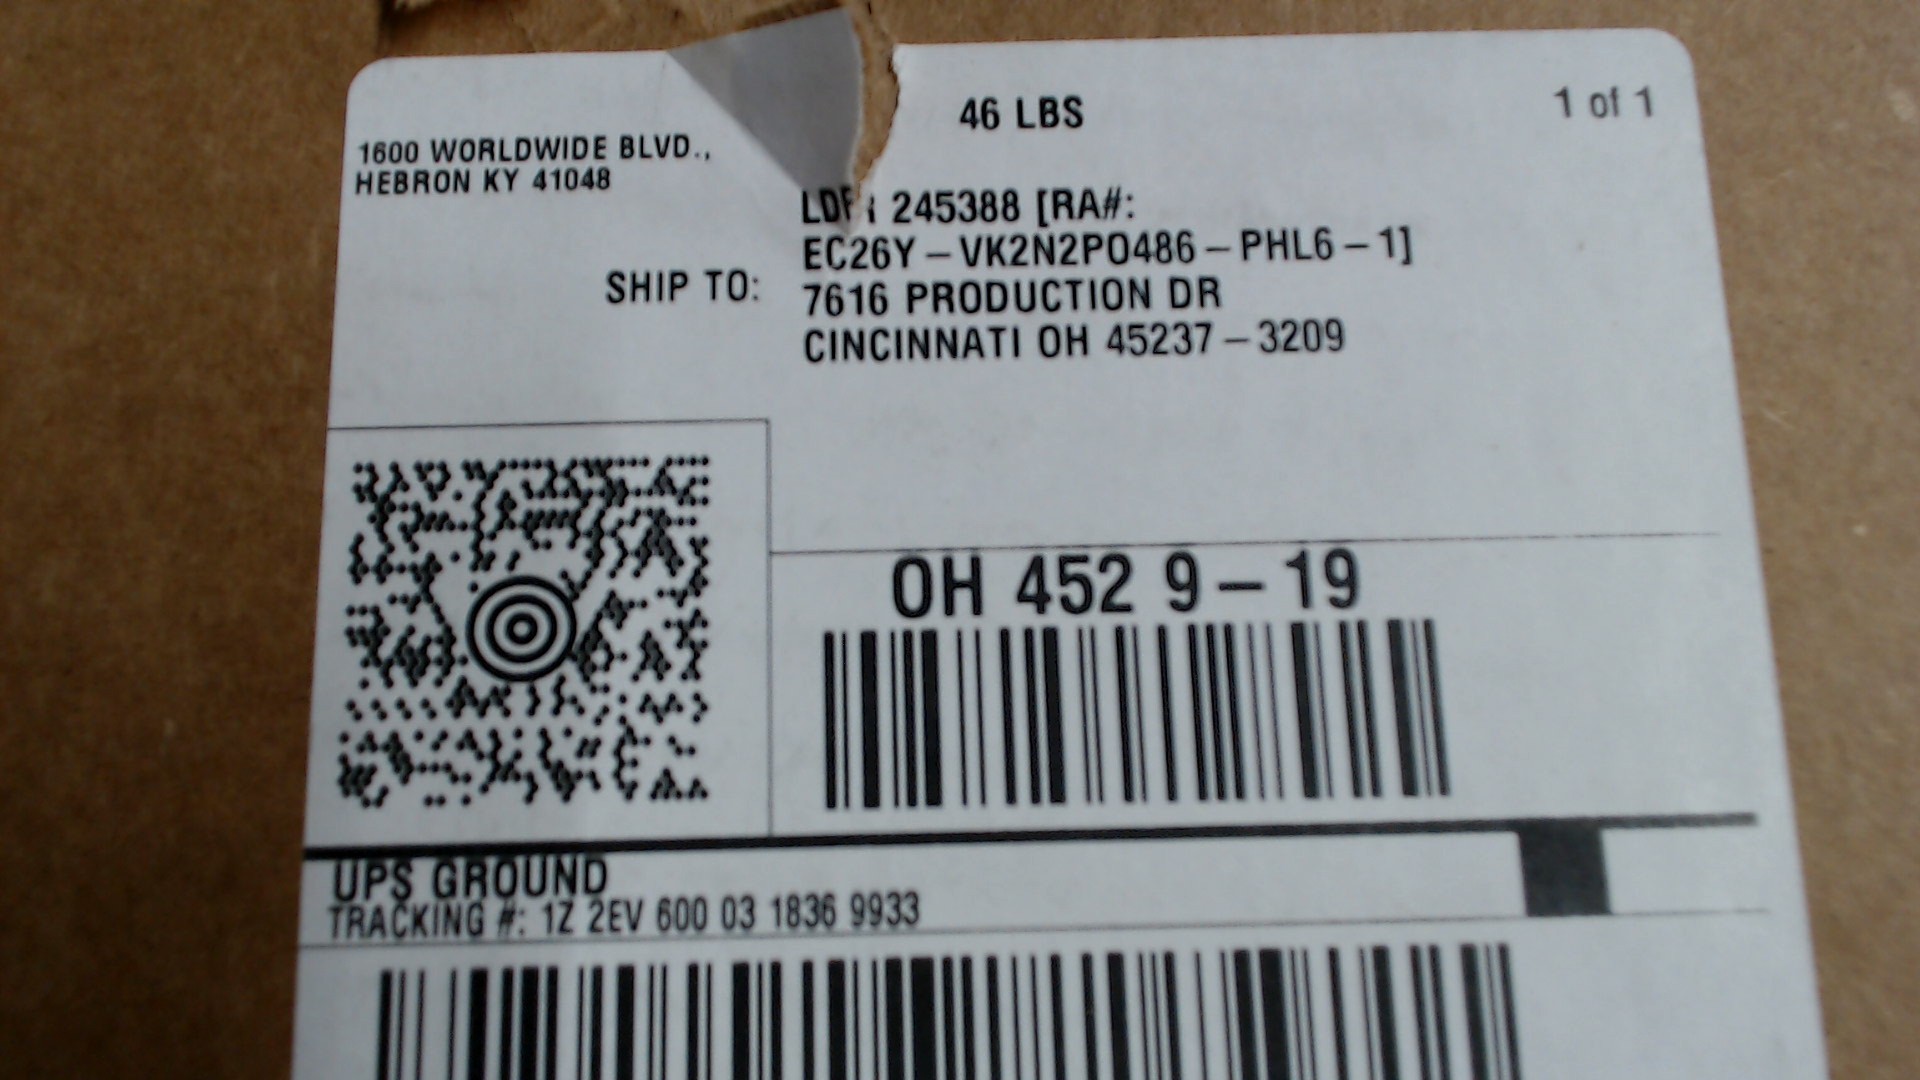 46 LBS
1 of 1
1600 WORLDWIDE BLVD.,
HEBRON KY 41048
245388 [RA#:
EC26Y-VK2N2PO486-PHL6-1]
SHIP TO:
7616 PRODUCTION DR
CINCINNATI OH 45237-3209
OH 452 9-19
UPS GROUND
TRACKING #: 1Z 2EV 600 03 1836 9933